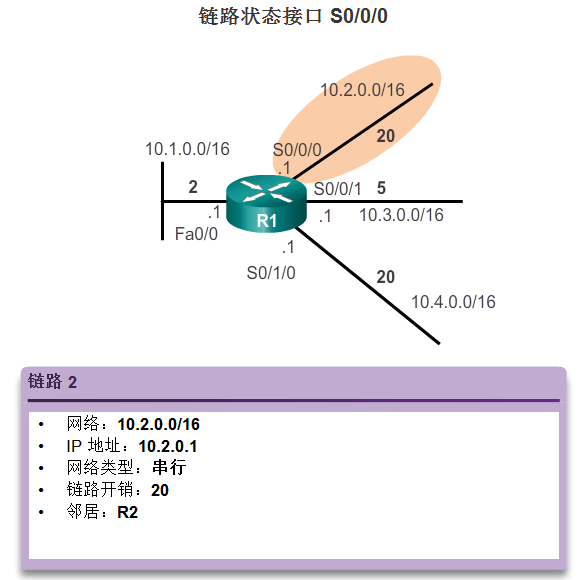 链路状态接口 S0/0/0
10.2.0.0/16
20
10.1.0.0/16
S0/0/0
.1
2
S0/0/1
5
.1
R1
.1
10.3.0.0/16
Fa0/0
.1
S0/1/0
20
10.4.0.0/16
链路 2
• 网络：10.2.0.0/16
• IP 地址：10.2.0.1
• 网络类型：串行
• 链路开销：20
• 邻居：R2